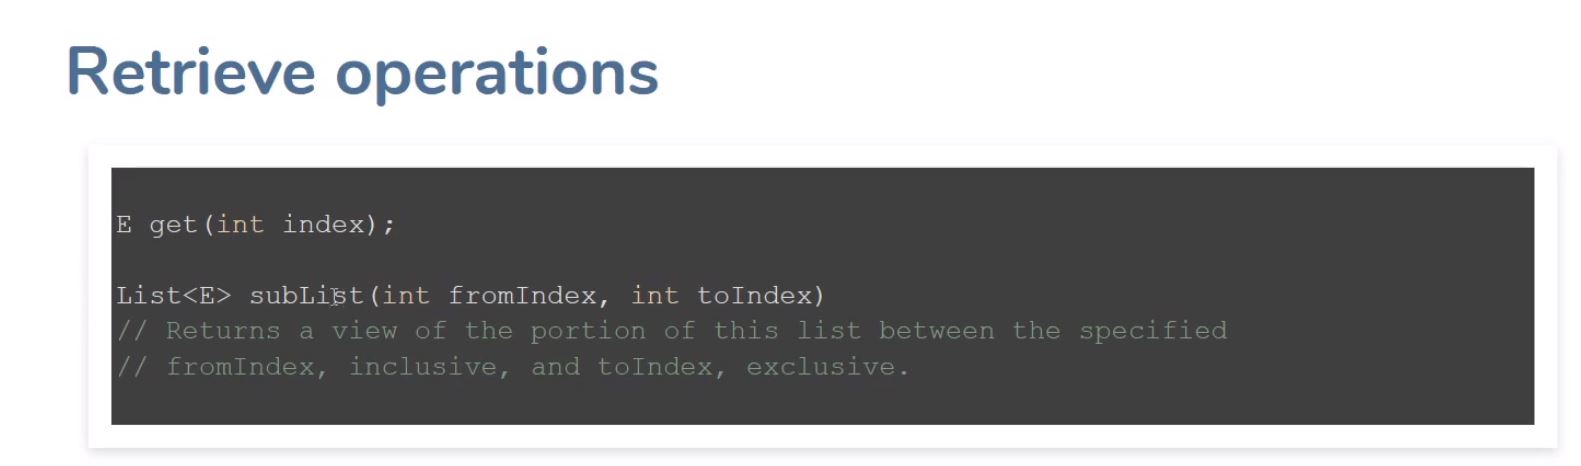 Retrieve operations
E get(int index);
List<E> subList(int fromIndex, int toIndex)
// Returns a view of the portion of this list between the specified
// fromIndex, inclusive, and toIndex, exclusive.